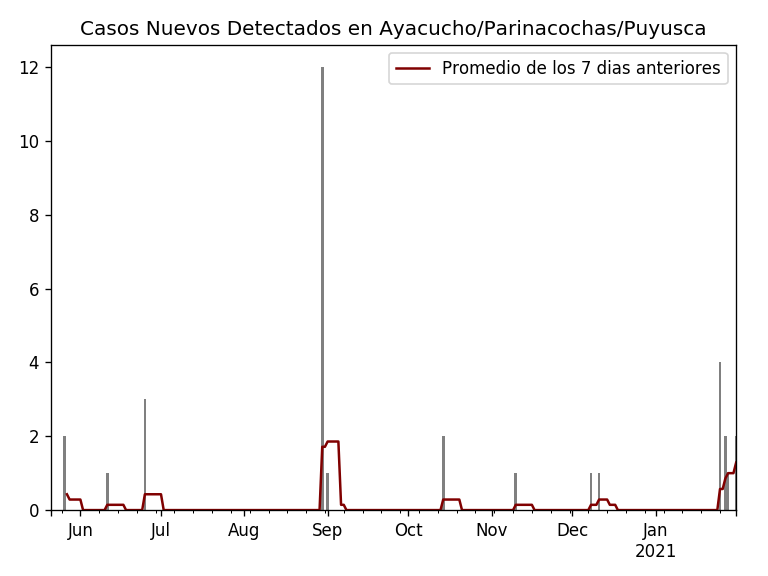 Casos Nuevos Detectados en Ayacucho/Parinacochas/Puyusca
Promedio de los 7 dias anteriores
12
10
8
6
4
2
0
Jun Jul Aug Sep Oct Nov Dec Jan
2021